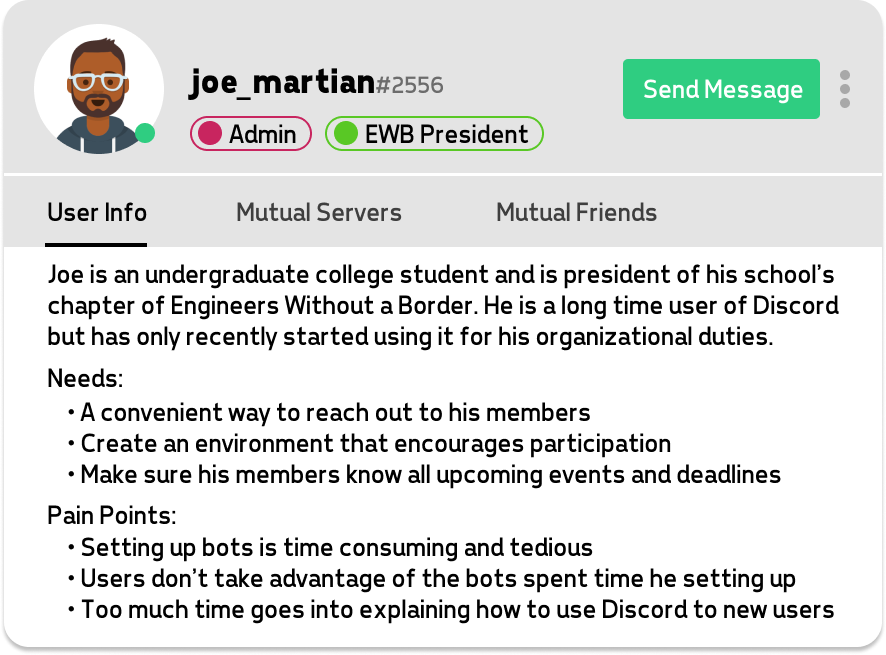 joe_martian#2556
Send Message
Admin
EWB President
User Info
Mutual Servers
Mutual Friends
Joe is an undergraduate college student and is president of his school's
chapter of Engineers Without a Border. He is a long time user of Discord
but has only recently started using it for his organizational duties.
Needs:
• A convenient way to reach out to his members
• Create an environment that encourages participation
• Make sure his members know all upcoming events and deadlines
Pain Points:
• Setting up bots is time consuming and tedious
• Users don't take advantage of the bots spent time he setting up
• Too much time goes into explaining how to use Discord to new users